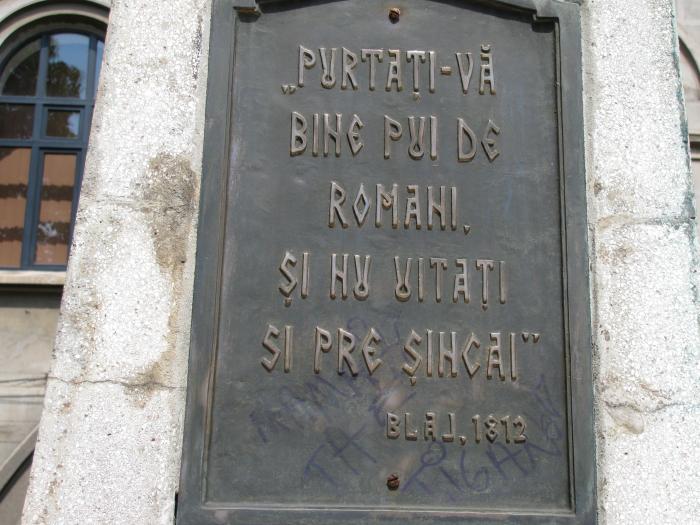 „PURTAȚI-VĂ
BINE PUI DE
ROMANI,
ȘI NU UITAȚI
SI PRE ȘINCAI”
BLAJ, 1812